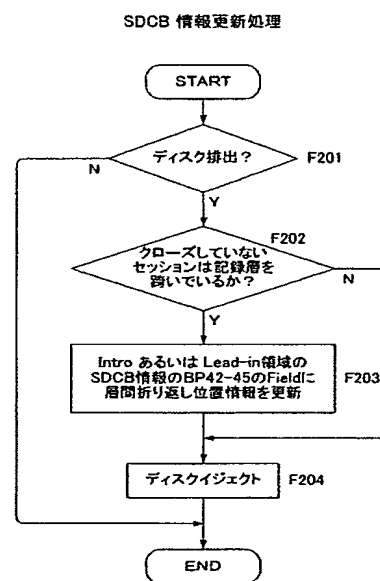 SDCB 情報更新処理
START
ディスク排出?
F201
N
Y
F202
クローズしていない
セッションは記録層を
跨いでいるか?
N
Y
Intro あるいは Lead-in領域の
SDCB情報のBP42-45のFieldに
層間折り返し位置情報を更新
F203
ディスクイジェクト
F204
END